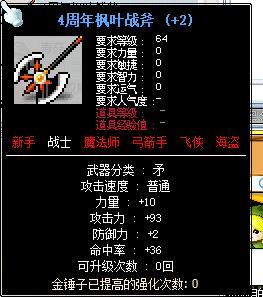 4周年枫叶战斧 (+2)
要求等级: 64
要求力量: 0
要求敏捷: 0
要求智力: 0
要求运气: 0
要求人气度: -
道具等级: -
道具经验值: -
新手 战士 魔法师 弓箭手 飞侠 海盗
武器分类 : 矛
攻击速度 : 普通
力量 : +10
攻击力 : +93
防御力 : +2
命中率 : +36
可升级次数 : 0回
金锤子已提高的强化次数: 0